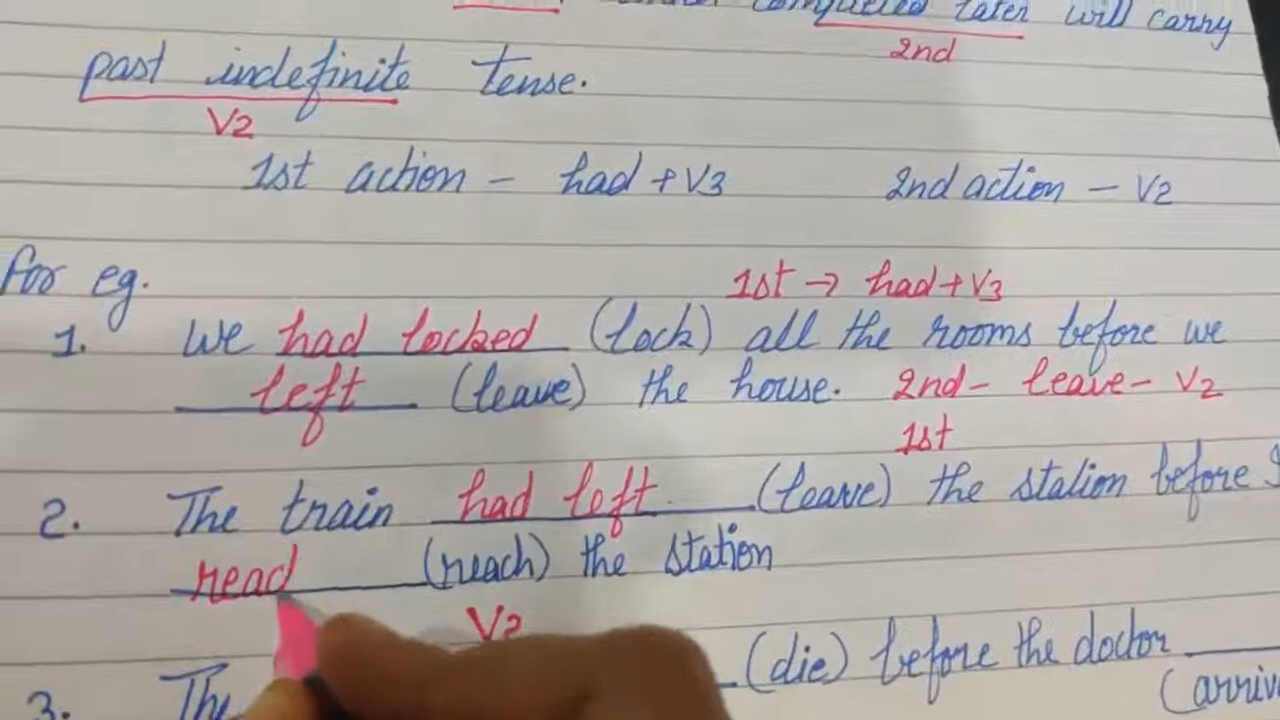 completed later will carry
2nd
past indefinite tense.
V2
1st action - had + V3 2nd action - V2
for eg.
1st → had + V3
1. We had locked (lock) all the rooms before we
left (leave) the house. 2nd - leave - V2
1st
2. The train had left (leave) the station before I
read (reach) the station
V2
3. The (die) before the doctor
(arriv